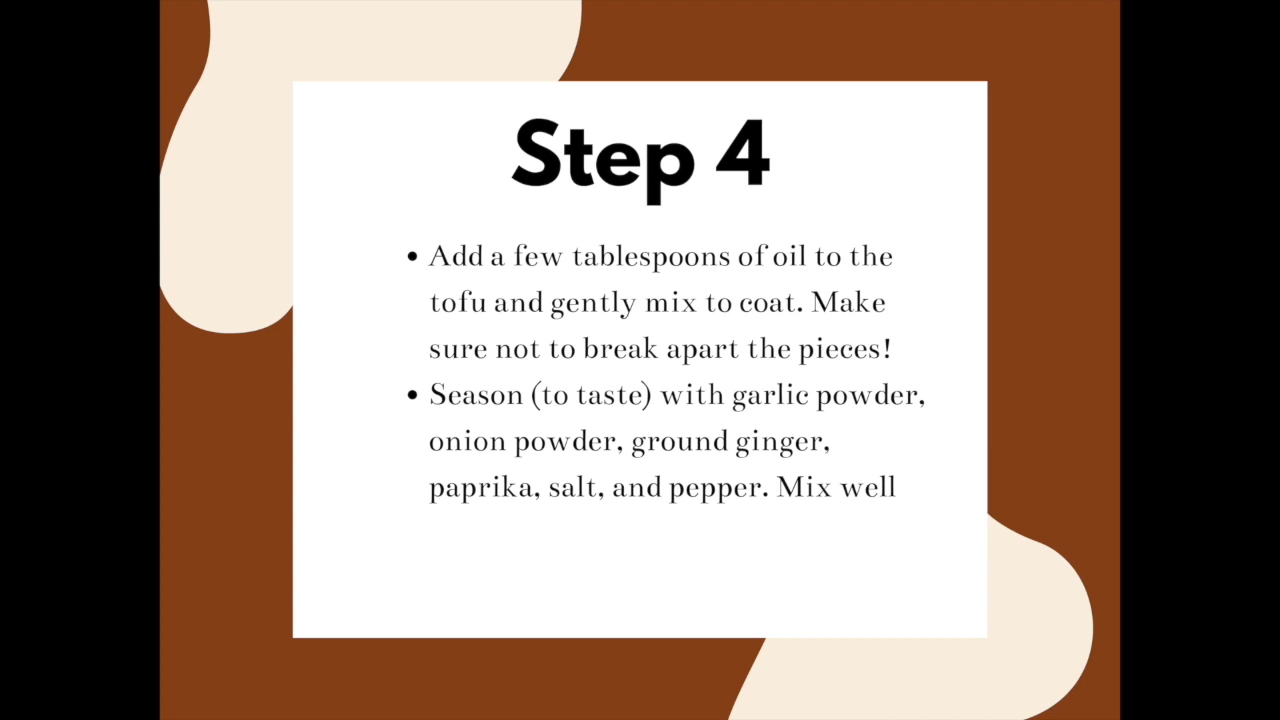 Step 4
• Add a few tablespoons of oil to the
tofu and gently mix to coat. Make
sure not to break apart the pieces!
• Season (to taste) with garlic powder,
onion powder, ground ginger,
paprika, salt, and pepper. Mix well